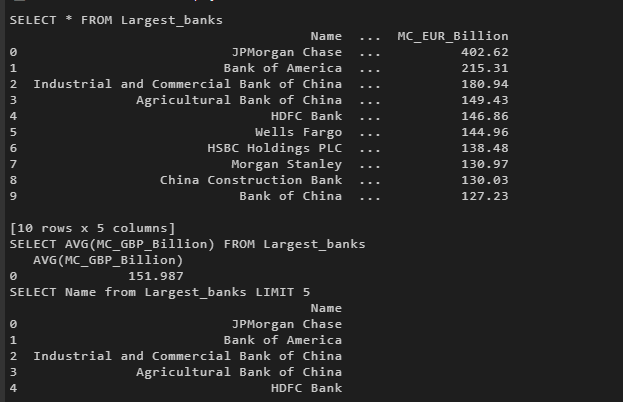 SELECT * FROM Largest_banks
Name ... MC_EUR_Billion
0 JPMorgan Chase ... 402.62
1 Bank of America ... 215.31
2 Industrial and Commercial Bank of China ... 180.94
3 Agricultural Bank of China ... 149.43
4 HDFC Bank ... 146.86
5 Wells Fargo ... 144.96
6 HSBC Holdings PLC ... 138.48
7 Morgan Stanley ... 130.97
8 China Construction Bank ... 130.03
9 Bank of China ... 127.23
[10 rows x 5 columns]
SELECT AVG(MC_GBP_Billion) FROM Largest_banks
AVG(MC_GBP_Billion)
0 151.987
SELECT Name from Largest_banks LIMIT 5
Name
0 JPMorgan Chase
1 Bank of America
2 Industrial and Commercial Bank of China
3 Agricultural Bank of China
4 HDFC Bank